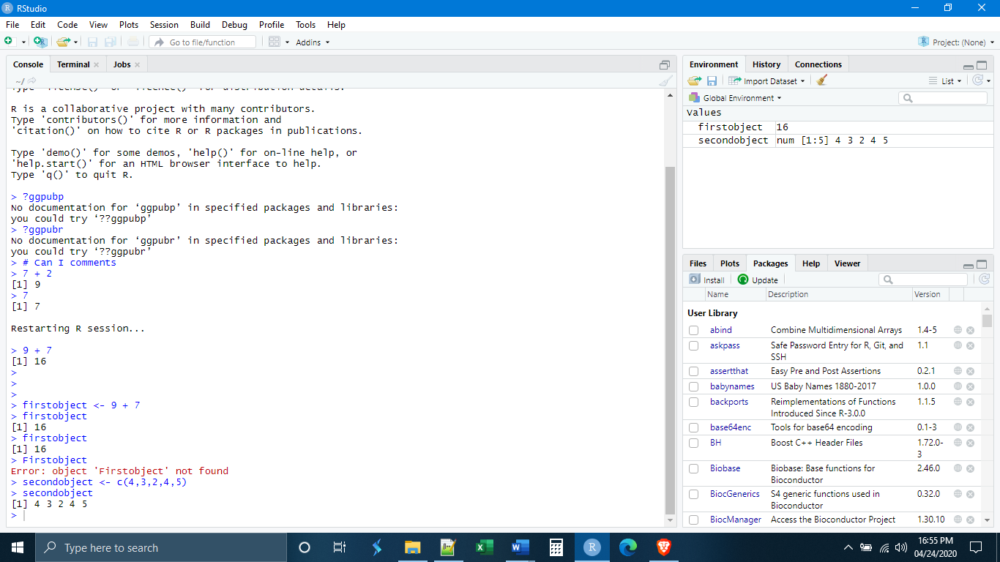 RStudio
File Edit Code View Plots Session Build Debug Profile Tools Help
Go to file/function Addins Project: (None)
Console Terminal Jobs
~/
Type 'license()' or 'licence()' for distribution details.
R is a collaborative project with many contributors.
Type 'contributors()' for more information and
'citation()' on how to cite R or R packages in publications.
Type 'demo()' for some demos, 'help()' for on-line help, or
'help.start()' for an HTML browser interface to help.
Type 'q()' to quit R.
> ?ggpubp
No documentation for ‘ggpubp’ in specified packages and libraries:
you could try ‘??ggpubp’
> ?ggpubr
No documentation for ‘ggpubr’ in specified packages and libraries:
you could try ‘??ggpubr’
> # Can I comments
> 7 + 2
[1] 9
> 7
[1] 7
Restarting R session...
> 9 + 7
[1] 16
>
>
>
> firstobject <- 9 + 7
> firstobject
[1] 16
> firstobject
[1] 16
> Firstobject
Error: object 'Firstobject' not found
> secondobject <- c(4,3,2,4,5)
> secondobject
[1] 4 3 2 4 5
>
Environment History Connections
Import Dataset List
Global Environment
Values
firstobject 16
secondobject num [1:5] 4 3 2 4 5
Files Plots Packages Help Viewer
Install Update
Name Description Version
User Library
abind Combine Multidimensional Arrays 1.4-5
askpass Safe Password Entry for R, Git, and 1.1
SSH
assertthat Easy Pre and Post Assertions 0.2.1
babynames US Baby Names 1880-2017 1.0.0
backports Reimplementations of Functions 1.1.5
Introduced Since R-3.0.0
base64enc Tools for base64 encoding 0.1-3
BH Boost C++ Header Files 1.72.0-
3
Biobase Biobase: Base functions for 2.46.0
Bioconductor
BiocGenerics S4 generic functions used in 0.32.0
Bioconductor
BiocManager Access the Bioconductor Project 1.30.10
Type here to search
16:55 PM
04/24/2020